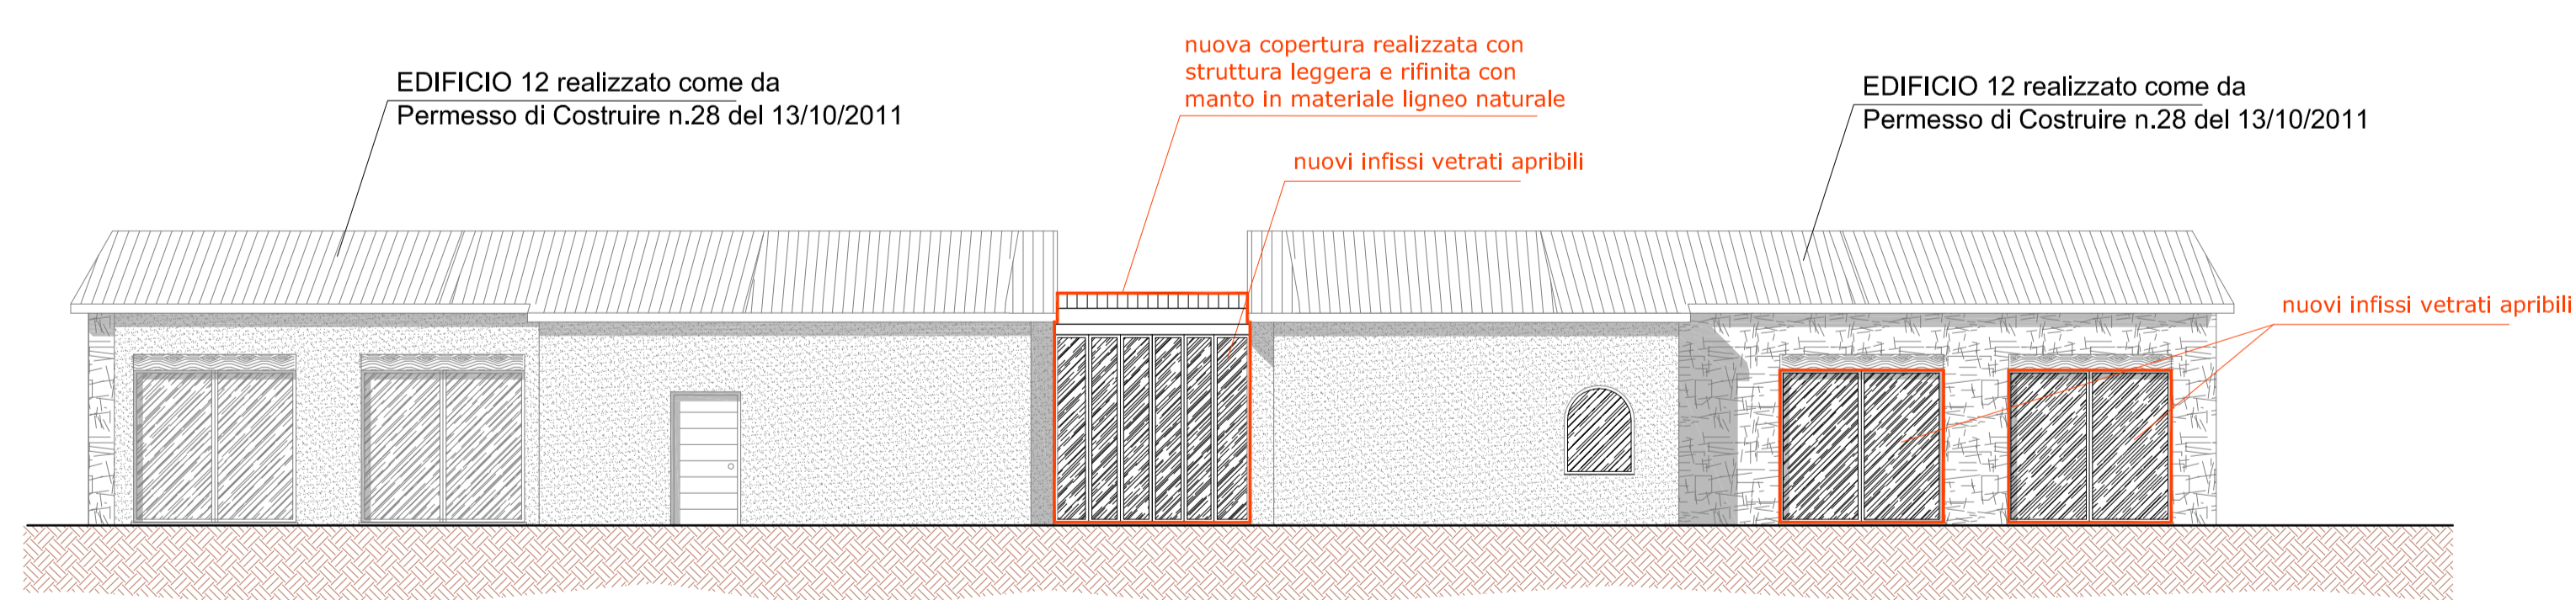 nuova copertura realizzata con
struttura leggera e rifinita con
manto in materiale ligneo naturale
EDIFICIO 12 realizzato come da
Permesso di Costruire n.28 del 13/10/2011
EDIFICIO 12 realizzato come da
Permesso di Costruire n.28 del 13/10/2011
nuovi infissi vetrati apribili
nuovi infissi vetrati apribili